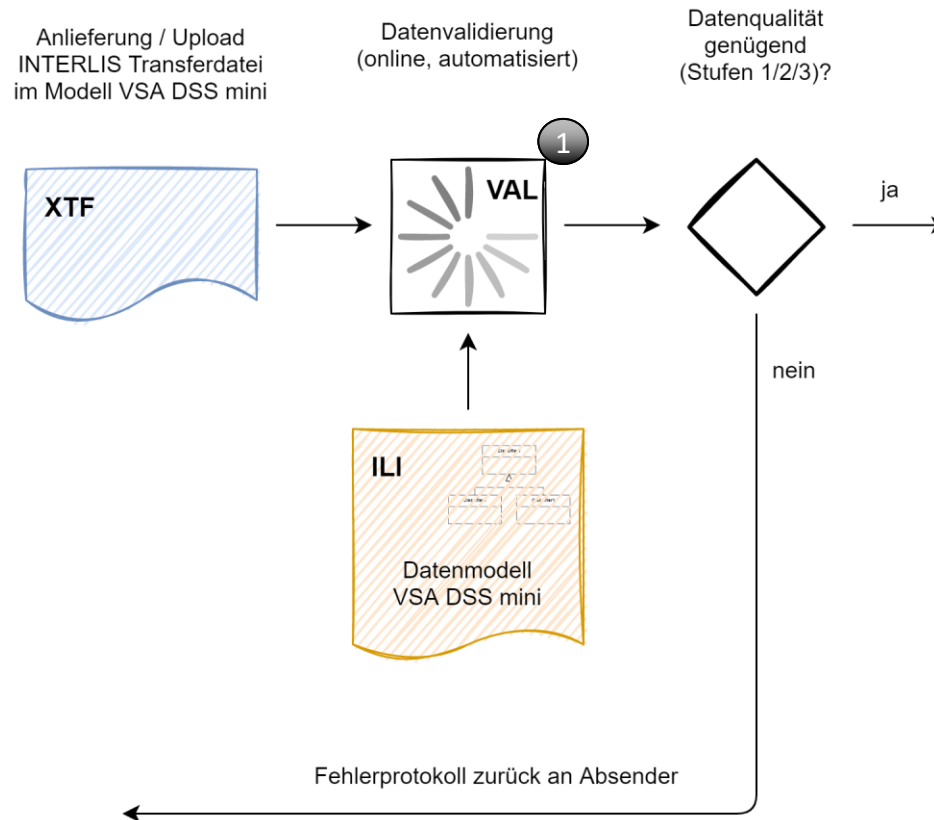 Anlieferung / Upload
INTERLIS Transferdatei
im Modell VSA DSS mini
Datenvalidierung
(online, automatisiert)
Datenqualität
genügend
(Stufen 1/2/3)?
1
XTF
VAL
ja
nein
ILI
Datenmodell
VSA DSS mini
Fehlerprotokoll zurück an Absender